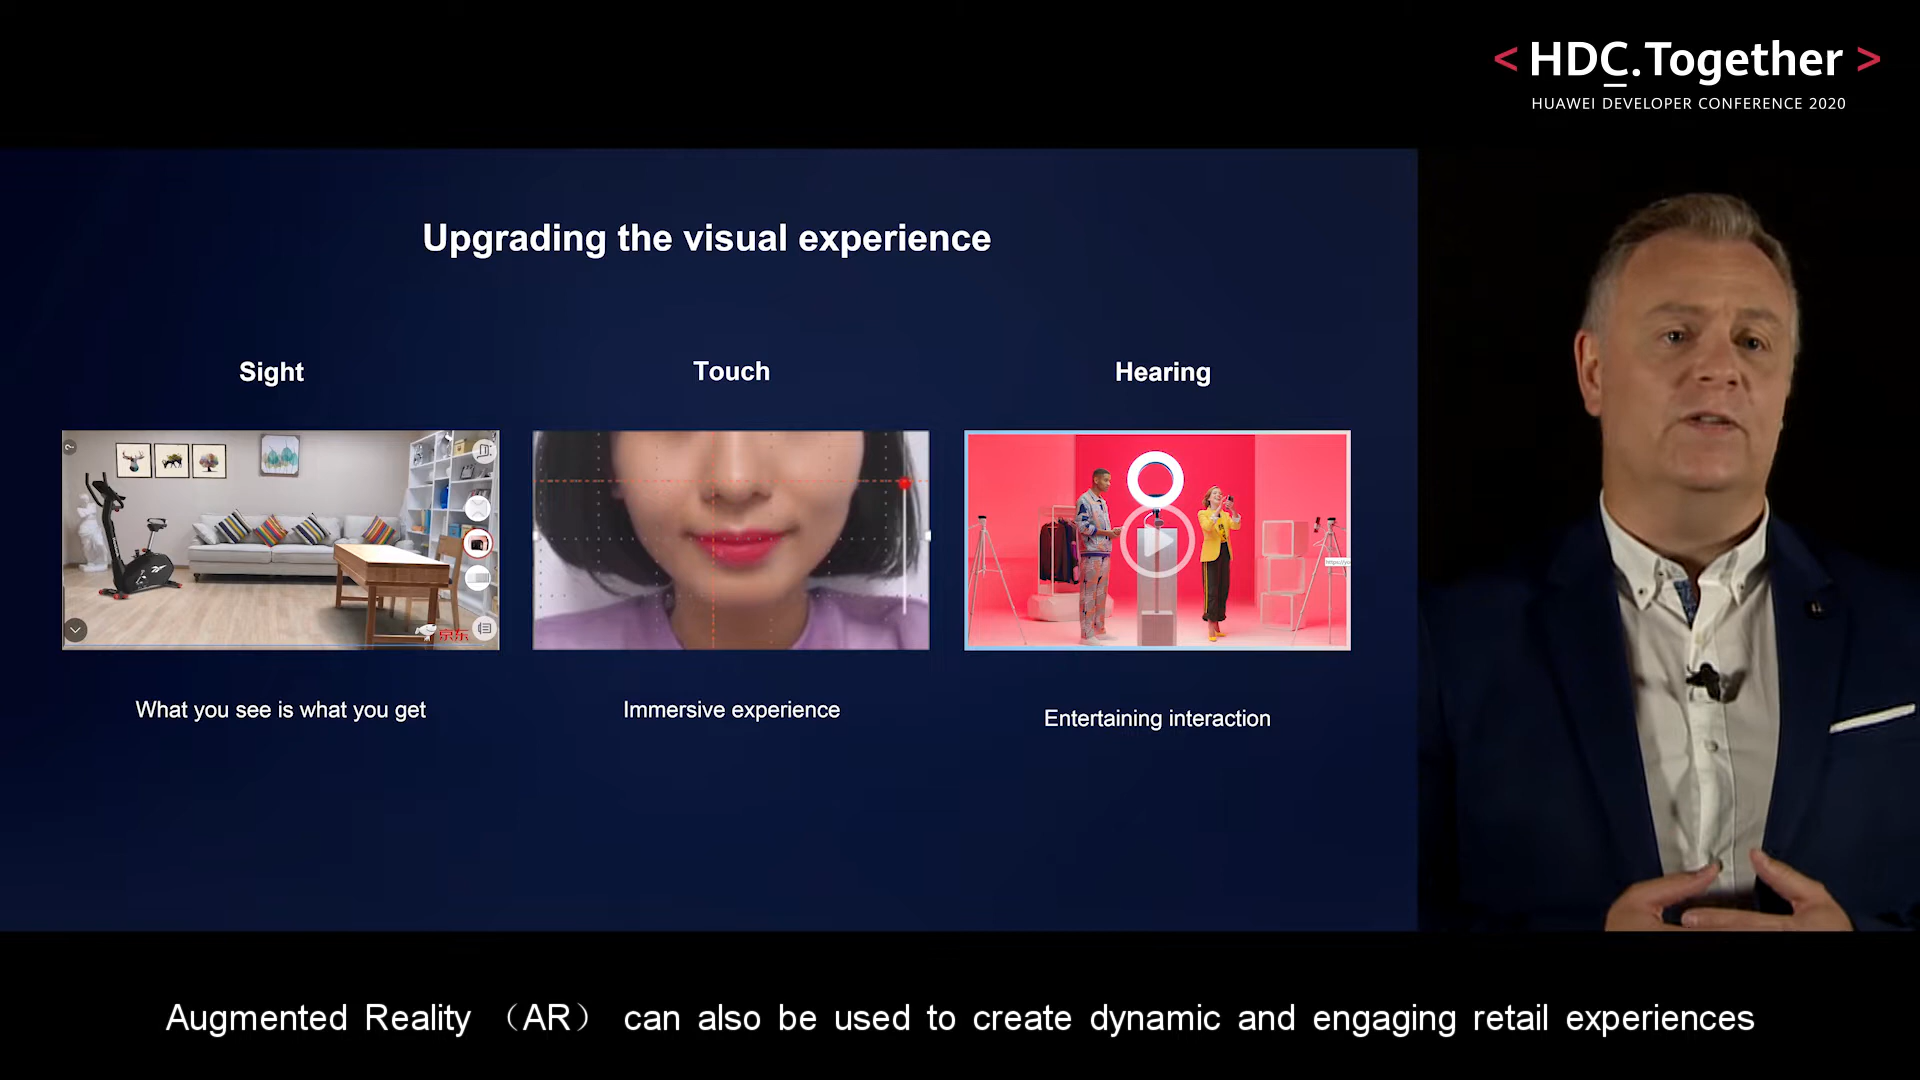 < HDC.Together >
HUAWEI DEVELOPER CONFERENCE 2020
Upgrading the visual experience
Sight
Touch
Hearing
京东
What you see is what you get
Immersive experience
Entertaining interaction
Augmented Reality （AR） can also be used to create dynamic and engaging retail experiences